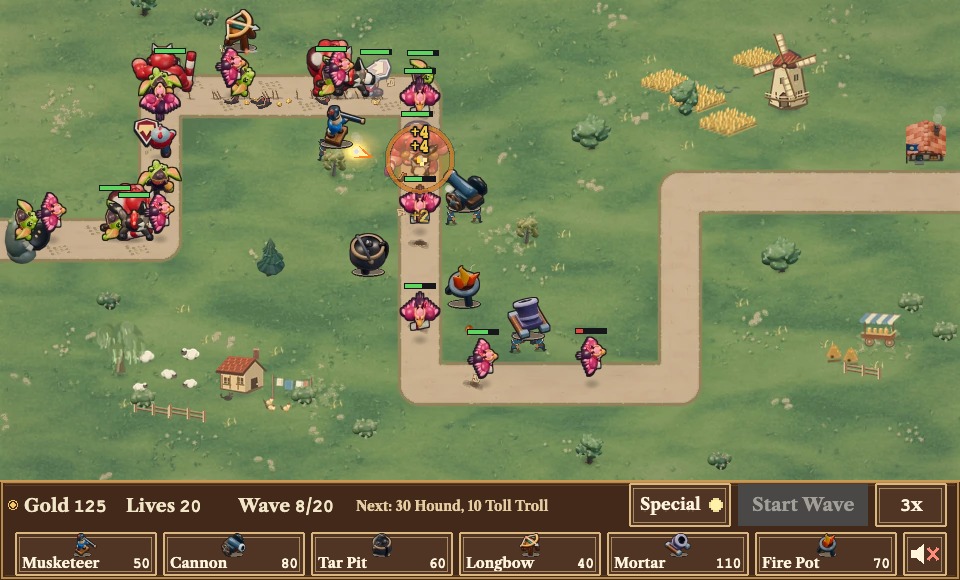 +4
+4
+2
Gold 125 Lives 20 Wave 8/20 Next: 30 Hound, 10 Toll Troll Special Start Wave 3x
Musketeer 50 Cannon 80 Tar Pit 60 Longbow 40 Mortar 110 Fire Pot 70